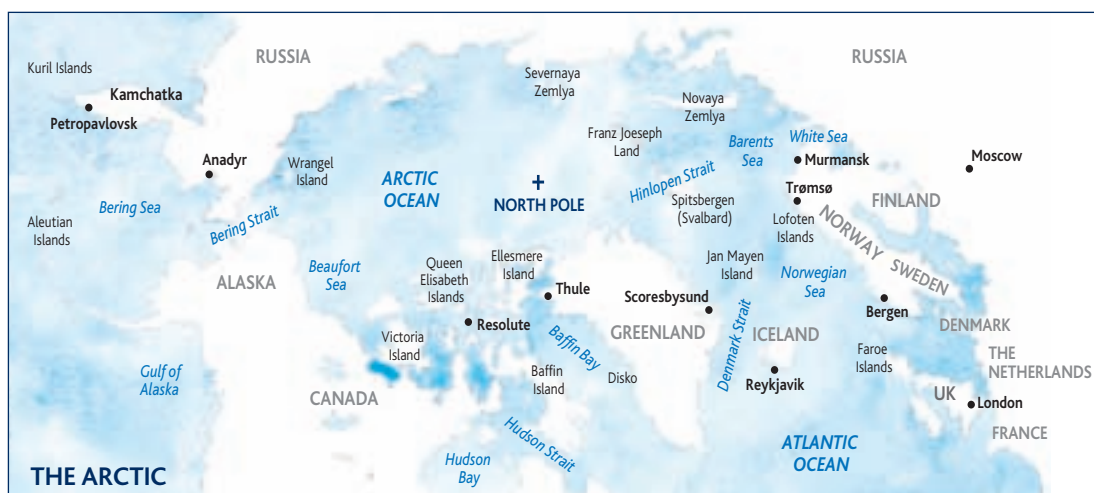 RUSSIA
RUSSIA
Kuril Islands
Severnaya
Zemlya
Kamchatka
Novaya
Zemlya
Petropavlovsk
Franz Joeseph
Land
Barents
Sea
White Sea
Murmansk
Moscow
Anadyr
Wrangel
Island
ARCTIC
OCEAN
NORTH POLE
Hinlopen Strait
Trømsø
Spitsbergen
(Svalbard)
FINLAND
Bering Sea
Aleutian
Islands
Bering Strait
Lofoten
Islands
NORWAY
SWEDEN
ALASKA
Beaufort
Sea
Queen
Elisabeth
Islands
Ellesmere
Island
Jan Mayen
Island
Norwegian
Sea
Thule
Scoresbysund
Bergen
Resolute
GREENLAND
Denmark Strait
ICELAND
DENMARK
Victoria
Island
Baffin Bay
Faroe
Islands
THE
NETHERLANDS
Gulf of
Alaska
Baffin
Island
Disko
Reykjavik
UK
London
CANADA
Hudson Strait
FRANCE
ATLANTIC
OCEAN
Hudson
Bay
THE ARCTIC